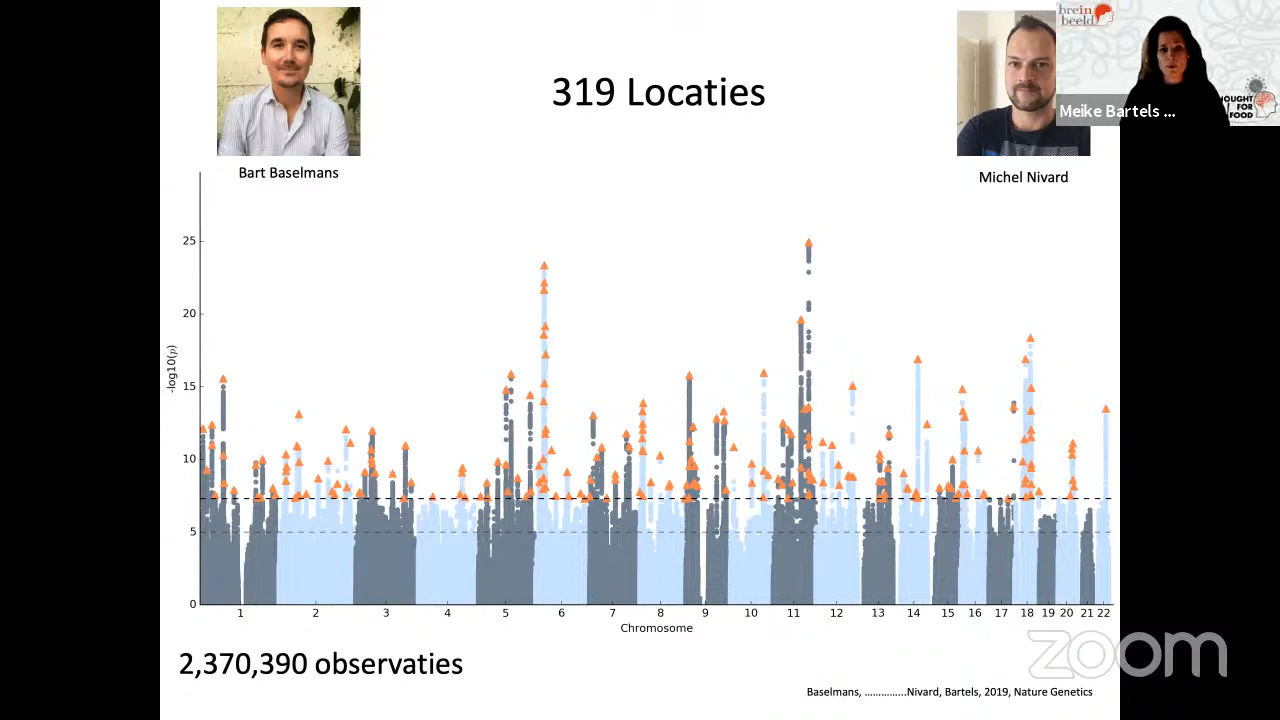 319 Locaties
Bart Baselmans
Michel Nivard
brein
beeld
Meike Bartels ...
OUGHT
FOR
FOOD
-log10(p)
25
20
15
10
5
0
1 2 3 4 5 6 7 8 9 10 11 12 13 14 15 16 17 18 19 20 21 22
Chromosome
2,370,390 observaties
zoom
Baselmans, ...............Nivard, Bartels, 2019, Nature Genetics